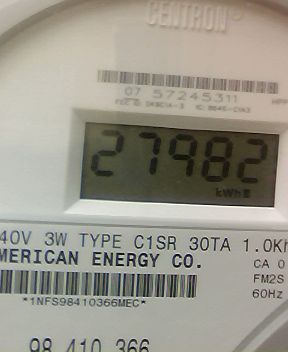 CENTRON®
07 57245311
27982
kWh
40V 3W TYPE C1SR 30TA 1.0Kh
MERICAN ENERGY CO.
CA 0
FM2S
60Hz
*1NFS98410366MEC*
98 410 366